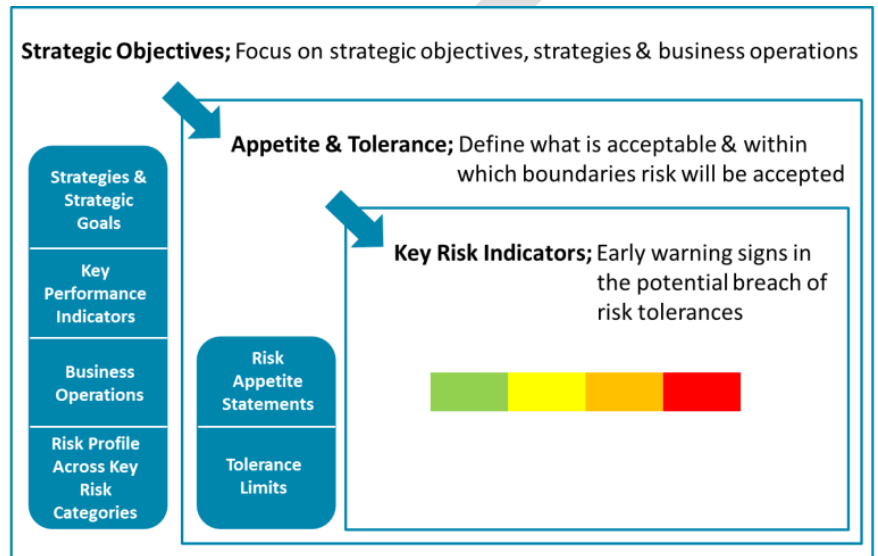 Strategic Objectives; Focus on strategic objectives, strategies & business operations
Appetite & Tolerance; Define what is acceptable & within
which boundaries risk will be accepted
Key Risk Indicators; Early warning signs in
the potential breach of
risk tolerances
Strategies &
Strategic
Goals
Key
Performance
Indicators
Business
Operations
Risk Profile
Across Key
Risk
Categories
Risk
Appetite
Statements
Tolerance
Limits